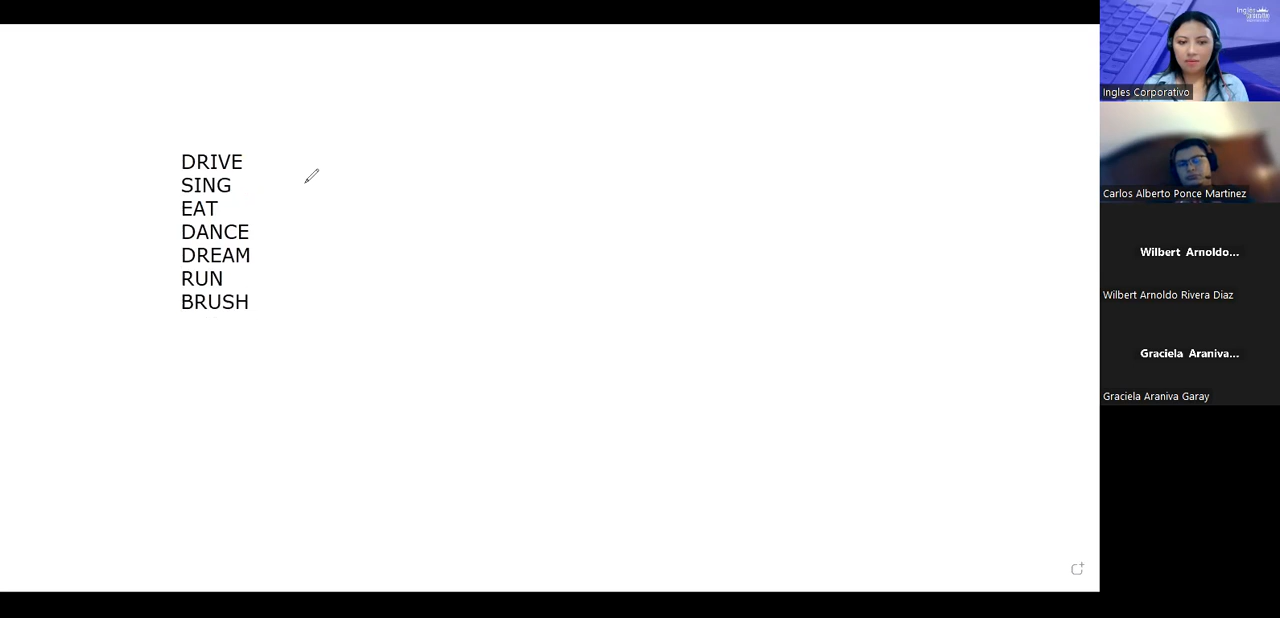 DRIVE
SING
EAT
DANCE
DREAM
RUN
BRUSH
Ingles
Ingles Corporativo
Carlos Alberto Ponce Martinez
Wilbert Arnoldo...
Wilbert Arnoldo Rivera Diaz
Graciela Araniva...
Graciela Araniva Garay